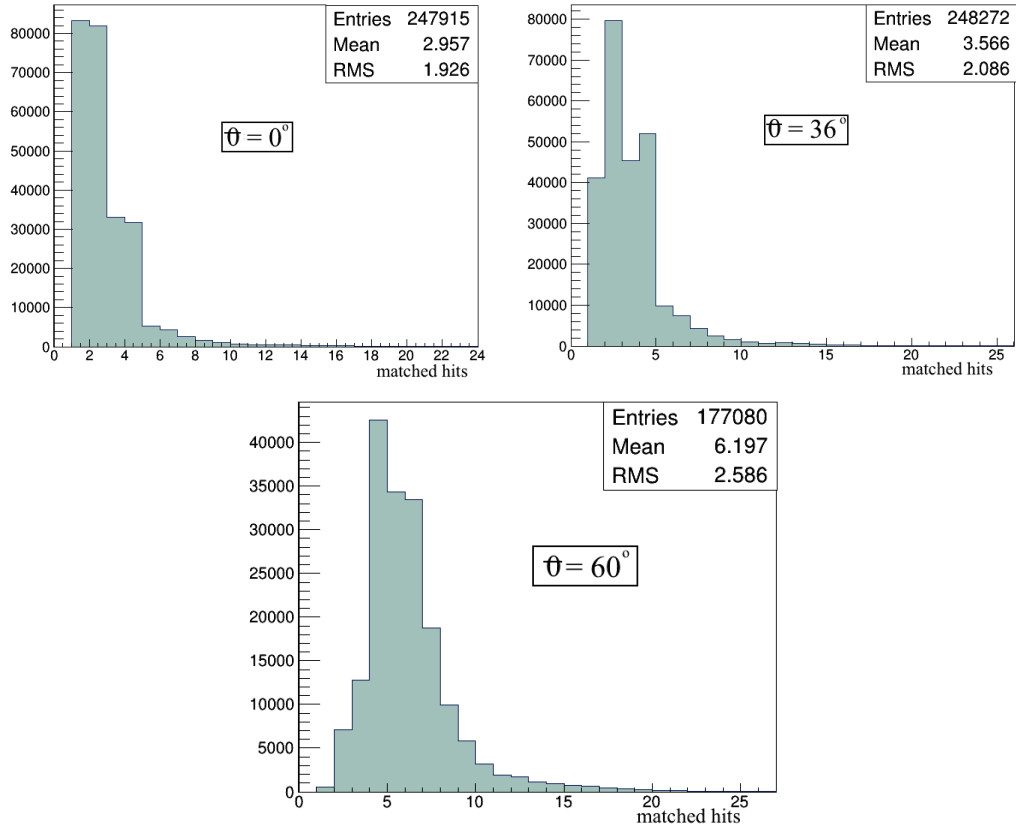 Entries 247915
Mean 2.957
RMS 1.926
θ = 0°
80000
70000
60000
50000
40000
30000
20000
10000
0
0 2 4 6 8 10 12 14 16 18 20 22 24
matched hits
Entries 248272
Mean 3.566
RMS 2.086
θ = 36°
80000
70000
60000
50000
40000
30000
20000
10000
0
0 5 10 15 20 25
matched hits
Entries 177080
Mean 6.197
RMS 2.586
θ = 60°
40000
35000
30000
25000
20000
15000
10000
5000
0
0 5 10 15 20 25
matched hits